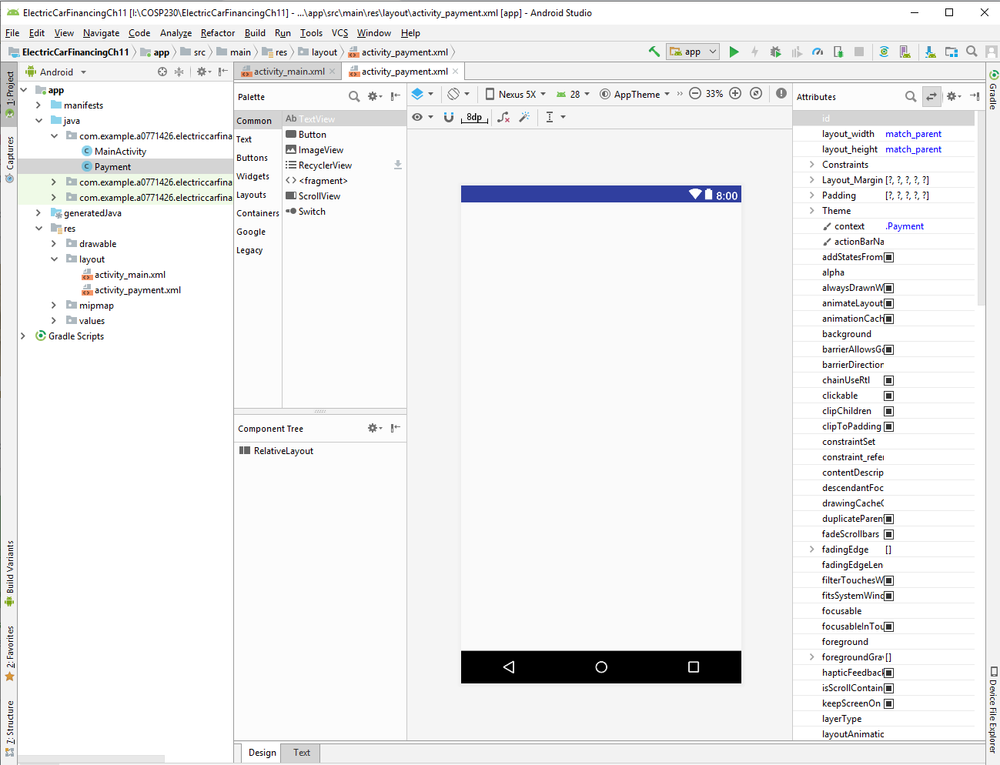 ElectricCarFinancingCh11 [I:\COSP230\ElectricCarFinancingCh11] - ...\app\src\main\res\layout\activity_payment.xml [app] - Android Studio
File Edit View Navigate Code Analyze Refactor Build Run Tools VCS Window Help
ElectricCarFinancingCh11 app src main res layout activity_payment.xml app
1: Project
Captures
Build Variants
2: Favorites
7: Structure
Android
app
manifests
java
com.example.a0771426.electriccarfina
MainActivity
Payment
com.example.a0771426.electriccarfina
com.example.a0771426.electriccarfina
generatedJava
res
drawable
layout
activity_main.xml
activity_payment.xml
mipmap
values
Gradle Scripts
activity_main.xml activity_payment.xml
Palette
Common
Text
Buttons
Widgets
Layouts
Containers
Google
Legacy
Ab TextView
Button
ImageView
RecyclerView
<fragment>
ScrollView
Switch
Component Tree
RelativeLayout
Nexus 5X 28 AppTheme 33%
8dp
8:00
Design Text
Attributes
id
layout_width match_parent
layout_height match_parent
Constraints
Layout_Margin [?, ?, ?, ?, ?]
Padding [?, ?, ?, ?, ?]
Theme
context .Payment
actionBarNa
addStatesFrom
alpha
alwaysDrawnW
animateLayout
animationCach
background
barrierAllowsGo
barrierDirection
chainUseRtl
clickable
clipChildren
clipToPadding
constraintSet
constraint_refer
contentDescrip
descendantFoc
drawingCacheQ
duplicateParen
fadeScrollbars
fadingEdge []
fadingEdgeLen
filterTouchesW
fitsSystemWind
focusable
focusableInTou
foreground
foregroundGrav []
hapticFeedback
isScrollContain
keepScreenOn
layerType
layoutAnimatic
Gradle
Device File Explorer